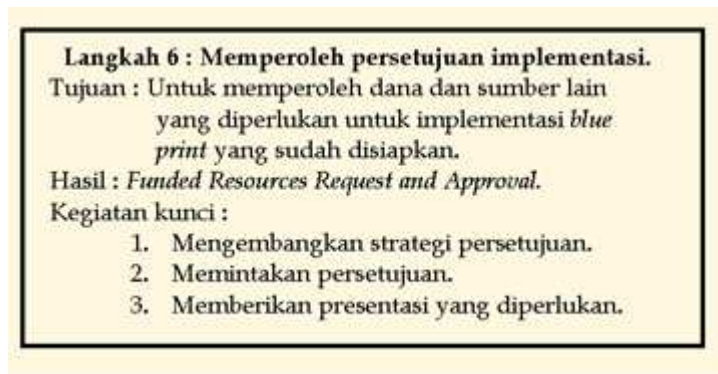 Langkah 6 : Memperoleh persetujuan implementasi.
Tujuan : Untuk memperoleh dana dan sumber lain
yang diperlukan untuk implementasi blue
print yang sudah disiapkan.
Hasil : Funded Resources Request and Approval.
Kegiatan kunci :
1. Mengembangkan strategi persetujuan.
2. Memintakan persetujuan.
3. Memberikan presentasi yang diperlukan.